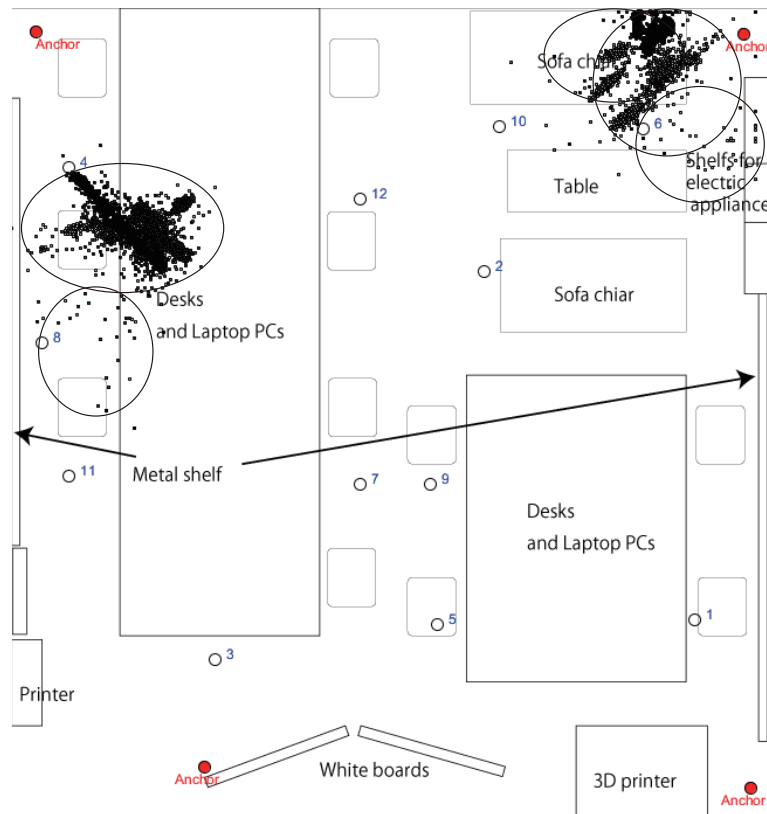 Anchor
Anchor
Sofa chiar
10
6
4
Shelfs for
electric
appliance
Table
12
2
Sofa chiar
Desks
and Laptop PCs
8
Metal shelf
11
7
9
Desks
and Laptop PCs
5
1
3
Printer
Anchor
White boards
3D printer
Anchor